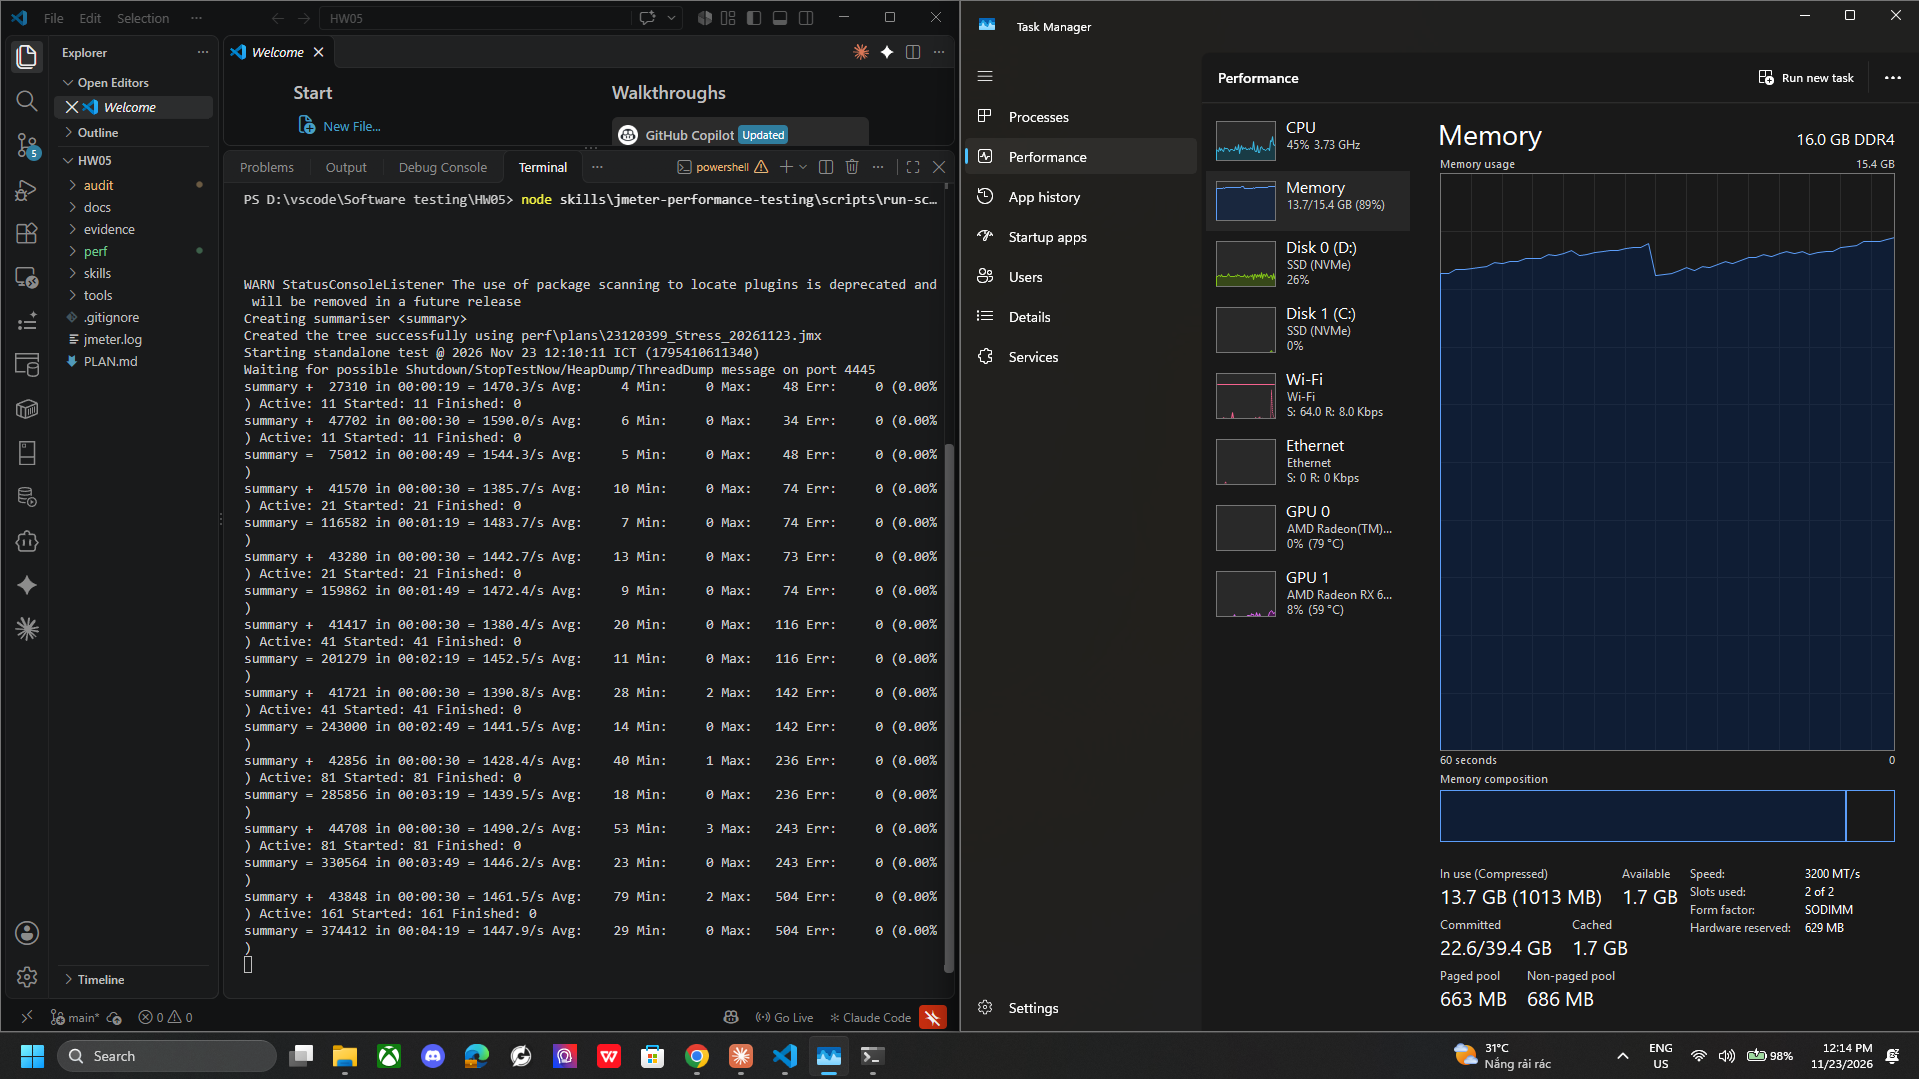 File Edit Selection ··· HW05
Explorer ···
Open Editors
Welcome
Outline
HW05
audit
docs
evidence
perf
skills
tools
.gitignore
jmeter.log
PLAN.md
Timeline
5
Welcome
Start
New File...
Walkthroughs
GitHub Copilot Updated
Problems Output Debug Console Terminal ··· powershell
PS D:\vscode\Software testing\HW05> node skills\jmeter-performance-testing\scripts\run-sc…
WARN StatusConsoleListener The use of package scanning to locate plugins is deprecated and
will be removed in a future release
Creating summariser <summary>
Created the tree successfully using perf\plans\23120399_Stress_20261123.jmx
Starting standalone test @ 2026 Nov 23 12:10:11 ICT (1795410611340)
Waiting for possible Shutdown/StopTestNow/HeapDump/ThreadDump message on port 4445
summary + 27310 in 00:00:19 = 1470.3/s Avg: 4 Min: 0 Max: 48 Err: 0 (0.00%
) Active: 11 Started: 11 Finished: 0
summary + 47702 in 00:00:30 = 1590.0/s Avg: 6 Min: 0 Max: 34 Err: 0 (0.00%
) Active: 11 Started: 11 Finished: 0
summary = 75012 in 00:00:49 = 1544.3/s Avg: 5 Min: 0 Max: 48 Err: 0 (0.00%
)
summary + 41570 in 00:00:30 = 1385.7/s Avg: 10 Min: 0 Max: 74 Err: 0 (0.00%
) Active: 21 Started: 21 Finished: 0
summary = 116582 in 00:01:19 = 1483.7/s Avg: 7 Min: 0 Max: 74 Err: 0 (0.00%
)
summary + 43280 in 00:00:30 = 1442.7/s Avg: 13 Min: 0 Max: 73 Err: 0 (0.00%
) Active: 21 Started: 21 Finished: 0
summary = 159862 in 00:01:49 = 1472.4/s Avg: 9 Min: 0 Max: 74 Err: 0 (0.00%
)
summary + 41417 in 00:00:30 = 1380.4/s Avg: 20 Min: 0 Max: 116 Err: 0 (0.00%
) Active: 41 Started: 41 Finished: 0
summary = 201279 in 00:02:19 = 1452.5/s Avg: 11 Min: 0 Max: 116 Err: 0 (0.00%
)
summary + 41721 in 00:00:30 = 1390.8/s Avg: 28 Min: 2 Max: 142 Err: 0 (0.00%
) Active: 41 Started: 41 Finished: 0
summary = 243000 in 00:02:49 = 1441.5/s Avg: 14 Min: 0 Max: 142 Err: 0 (0.00%
)
summary + 42856 in 00:00:30 = 1428.4/s Avg: 40 Min: 1 Max: 236 Err: 0 (0.00%
) Active: 81 Started: 81 Finished: 0
summary = 285856 in 00:03:19 = 1439.5/s Avg: 18 Min: 0 Max: 236 Err: 0 (0.00%
)
summary + 44708 in 00:00:30 = 1490.2/s Avg: 53 Min: 3 Max: 243 Err: 0 (0.00%
) Active: 81 Started: 81 Finished: 0
summary = 330564 in 00:03:49 = 1446.2/s Avg: 23 Min: 0 Max: 243 Err: 0 (0.00%
)
summary + 43848 in 00:00:30 = 1461.5/s Avg: 79 Min: 2 Max: 504 Err: 0 (0.00%
) Active: 161 Started: 161 Finished: 0
summary = 374412 in 00:04:19 = 1447.9/s Avg: 29 Min: 0 Max: 504 Err: 0 (0.00%
)
main* 0 0 Go Live Claude Code
Task Manager
Processes
Performance
App history
Startup apps
Users
Details
Services
Settings
Performance Run new task ···
CPU
45% 3.73 GHz
Memory
13.7/15.4 GB (89%)
Disk 0 (D:)
SSD (NVMe)
26%
Disk 1 (C:)
SSD (NVMe)
0%
Wi-Fi
Wi-Fi
S: 64.0 R: 8.0 Kbps
Ethernet
Ethernet
S: 0 R: 0 Kbps
GPU 0
AMD Radeon(TM)...
0% (79 °C)
GPU 1
AMD Radeon RX 6...
8% (59 °C)
Memory 16.0 GB DDR4
Memory usage 15.4 GB
60 seconds 0
Memory composition
In use (Compressed) Available
13.7 GB (1013 MB) 1.7 GB
Committed Cached
22.6/39.4 GB 1.7 GB
Paged pool Non-paged pool
663 MB 686 MB
Speed: 3200 MT/s
Slots used: 2 of 2
Form factor: SODIMM
Hardware reserved: 629 MB
Search
31°C
Nắng rải rác
ENG
US
98%
12:14 PM
11/23/2026